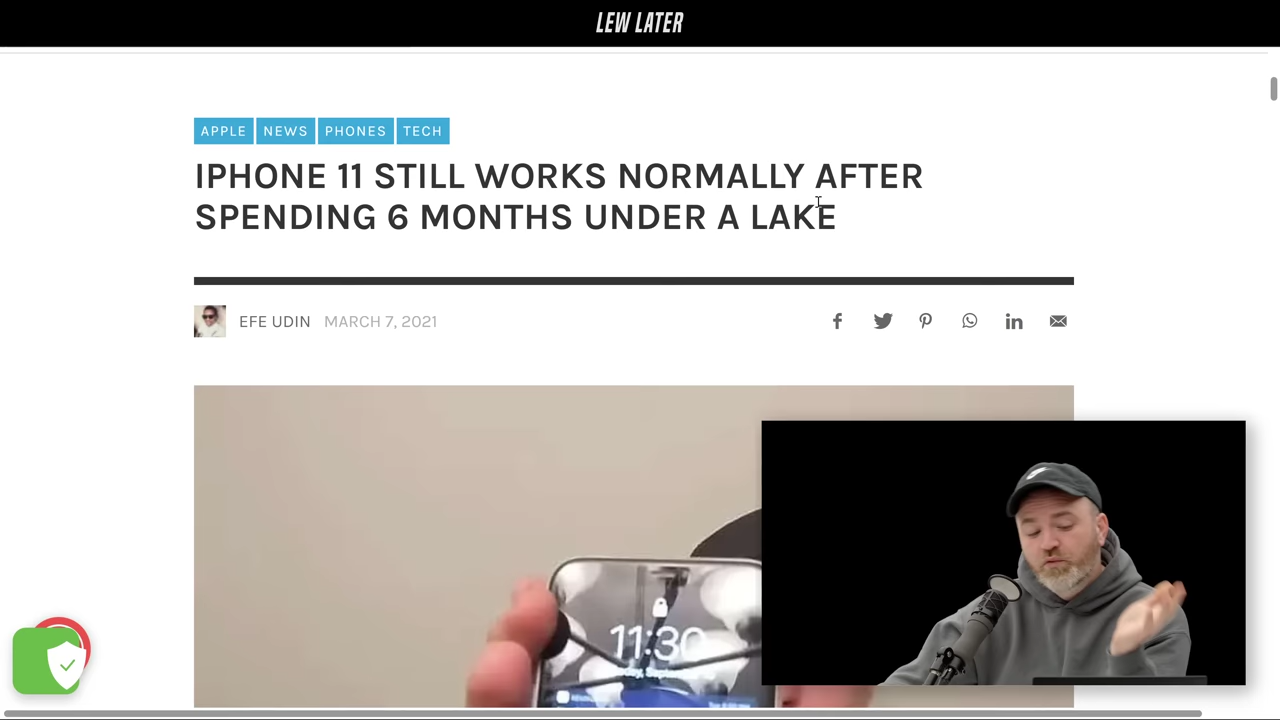 LEW LATER
APPLE NEWS PHONES TECH
IPHONE 11 STILL WORKS NORMALLY AFTER
SPENDING 6 MONTHS UNDER A LAKE
EFE UDIN MARCH 7, 2021
11:30